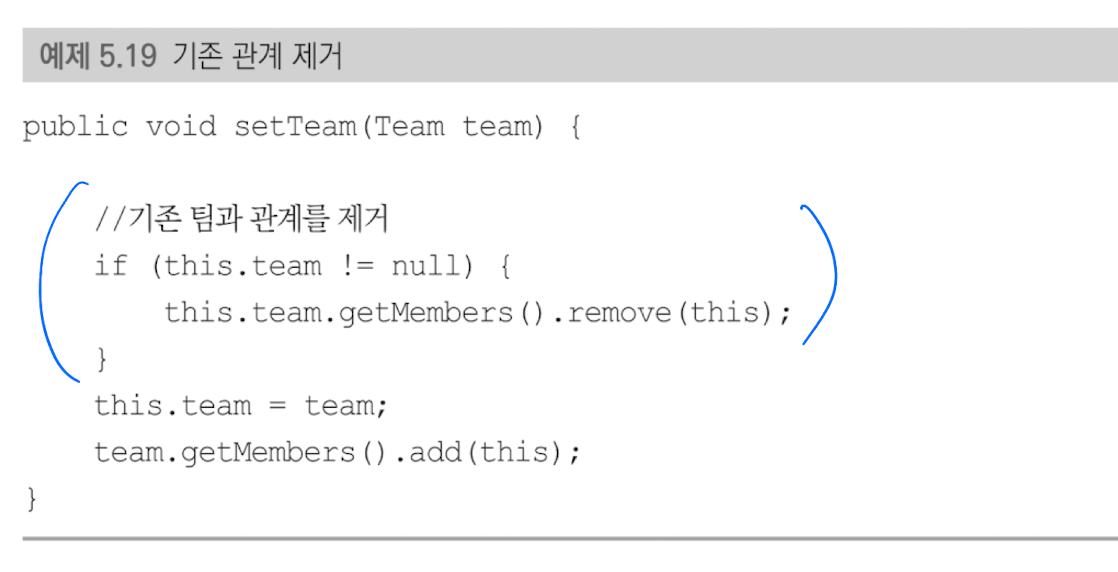 예제 5.19 기존 관계 제거
public void setTeam(Team team) {
//기존 팀과 관계를 제거
if (this.team != null) {
this.team.getMembers().remove(this);
}
this.team = team;
team.getMembers().add(this);
}